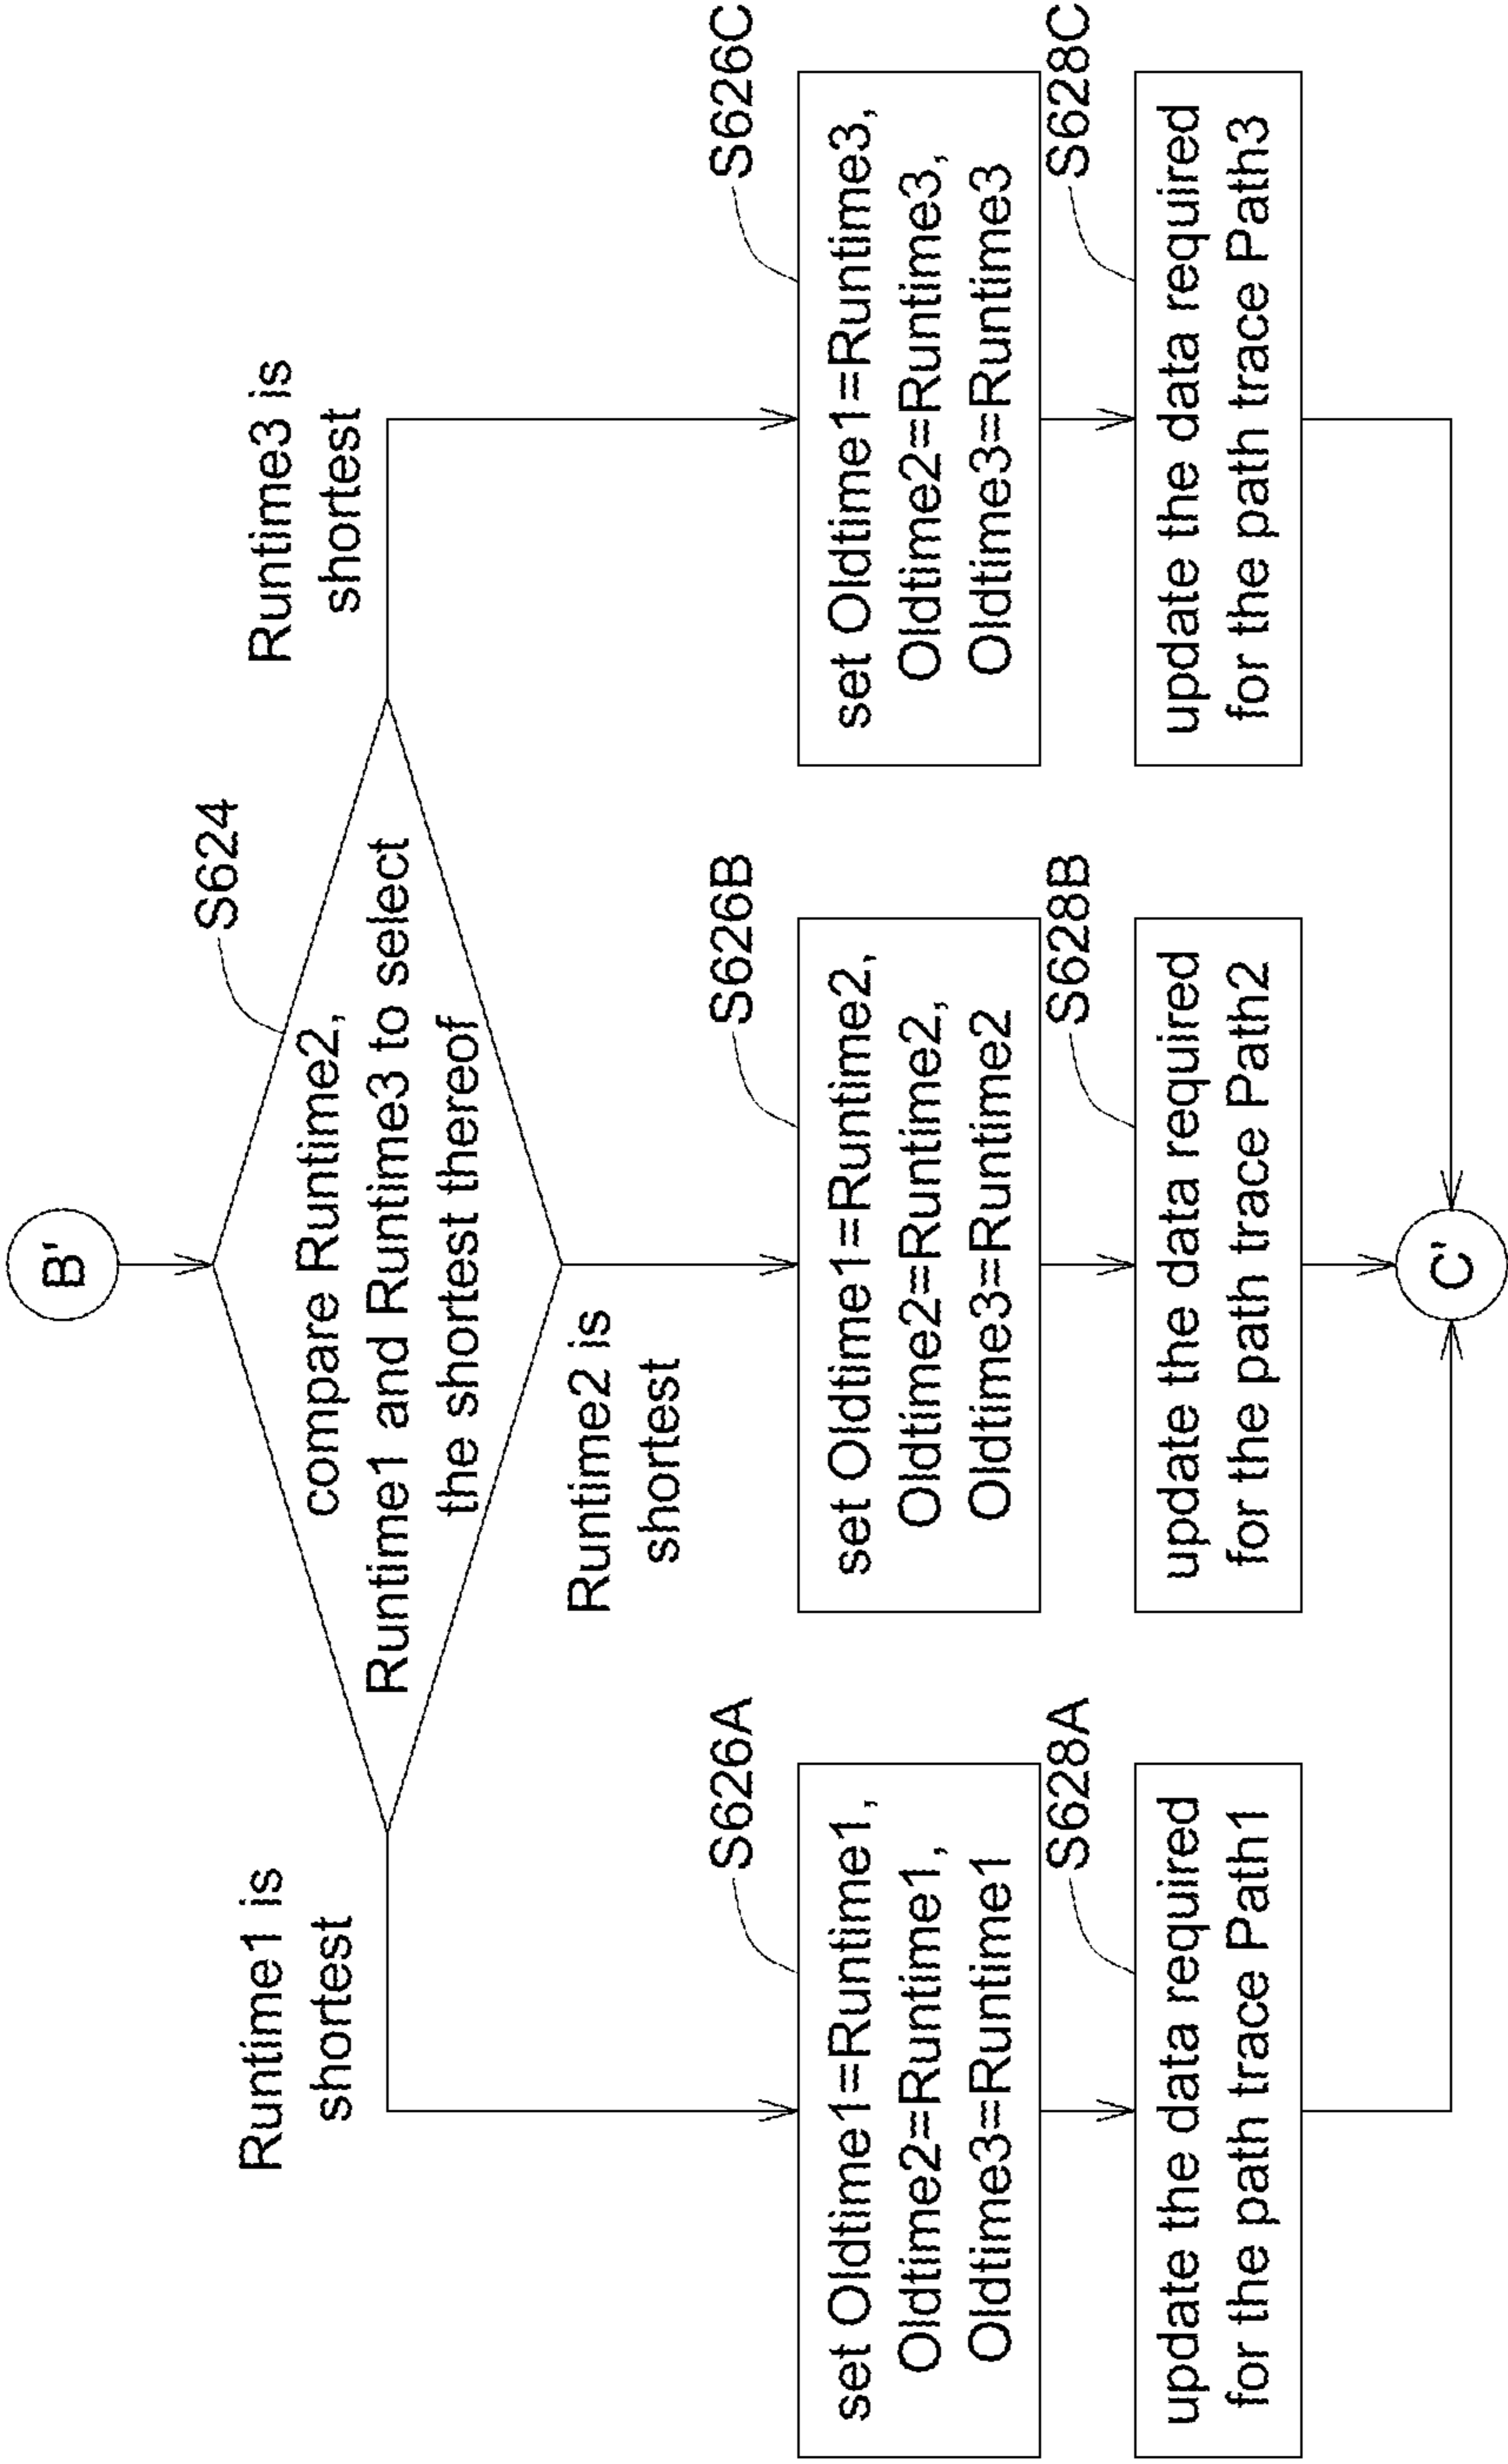 B'
S624
compare Runtime2,
Runtime1 and Runtime3 to select
the shortest thereof
Runtime1 is
shortest
Runtime2 is
shortest
Runtime3 is
shortest
S626A
set Oldtime1=Runtime1,
Oldtime2=Runtime1,
Oldtime3=Runtime1
S626B
set Oldtime1=Runtime2,
Oldtime2=Runtime2,
Oldtime3=Runtime2
S626C
set Oldtime1=Runtime3,
Oldtime2=Runtime3,
Oldtime3=Runtime3
S628A
update the data required
for the path trace Path1
S628B
update the data required
for the path trace Path2
S628C
update the data required
for the path trace Path3
C'